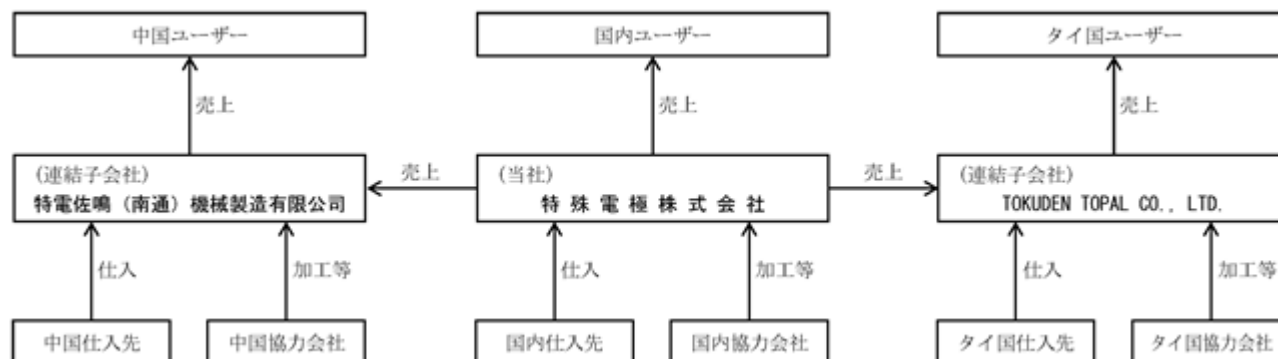 中国ユーザー
国内ユーザー
タイ国ユーザー
売上
売上
売上
(連結子会社)
特電佐鳴（南通）機械製造有限公司
売上
(当社)
特殊電極株式会社
売上
(連結子会社)
TOKUDEN TOPAL CO., LTD.
仕入
加工等
仕入
加工等
仕入
加工等
中国仕入先
中国協力会社
国内仕入先
国内協力会社
タイ国仕入先
タイ国協力会社